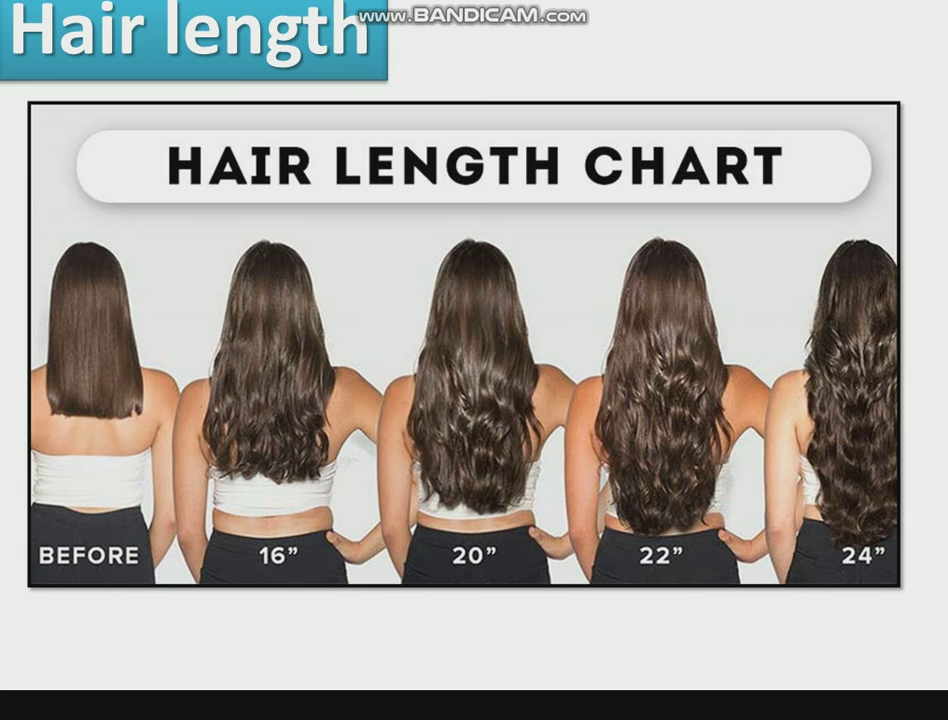 www.BANDICAM.com
Hair length
HAIR LENGTH CHART
BEFORE 16” 20” 22” 24”